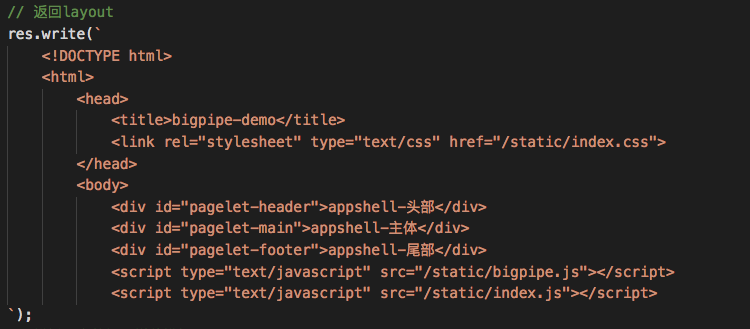 // 返回layout
res.write(`
<!DOCTYPE html>
<html>
<head>
<title>bigpipe-demo</title>
<link rel="stylesheet" type="text/css" href="/static/index.css">
</head>
<body>
<div id="pagelet-header">appshell-头部</div>
<div id="pagelet-main">appshell-主体</div>
<div id="pagelet-footer">appshell-尾部</div>
<script type="text/javascript" src="/static/bigpipe.js"></script>
<script type="text/javascript" src="/static/index.js"></script>
`);